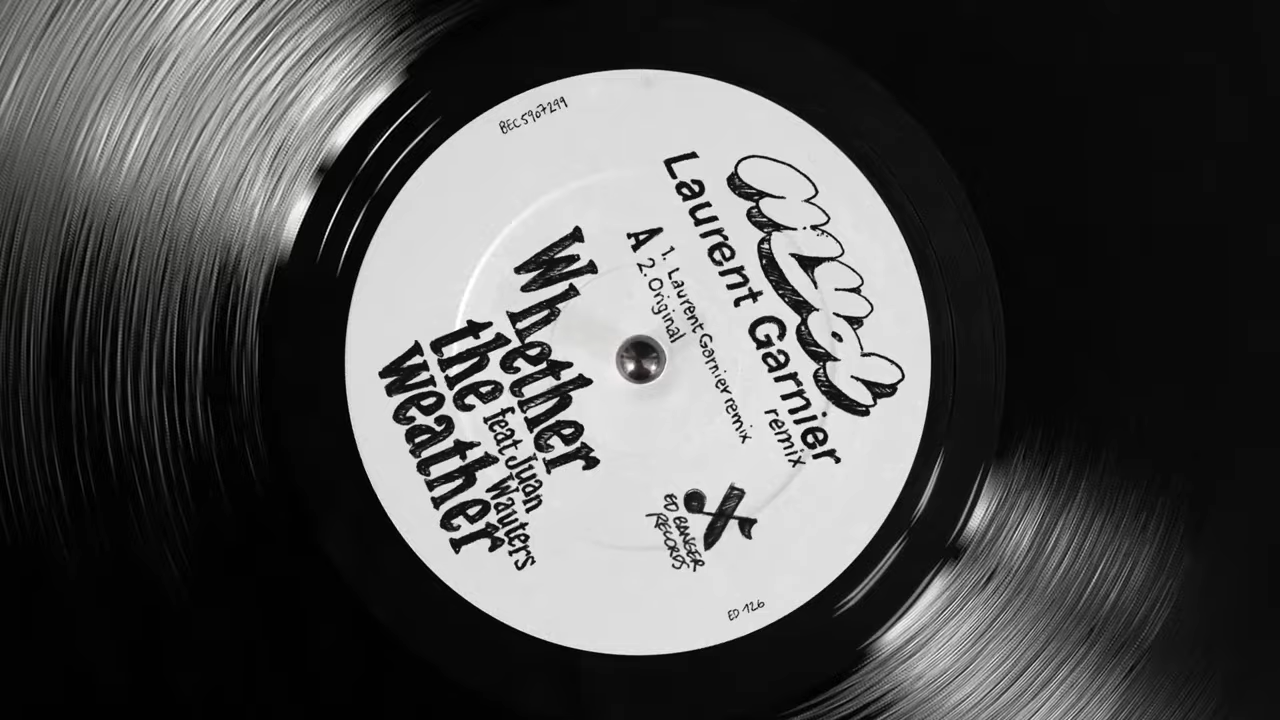 BEC5907299
Laurent Garnier
remix
A 1. Laurent Garnier remix
2. Original
Whether
the feat Juan
weather Wauters
ED BANGER
RECORDS
ED 126